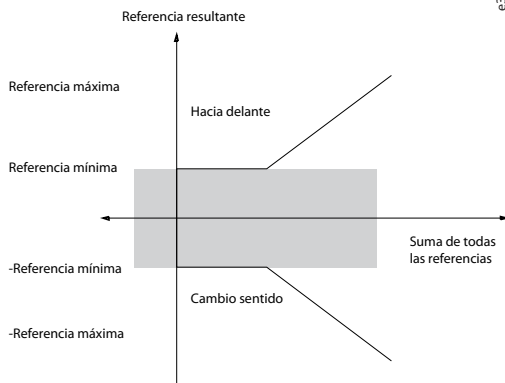 Referencia resultante
Referencia máxima
Hacia delante
Referencia mínima
Suma de todas
las referencias
-Referencia mínima
Cambio sentido
-Referencia máxima